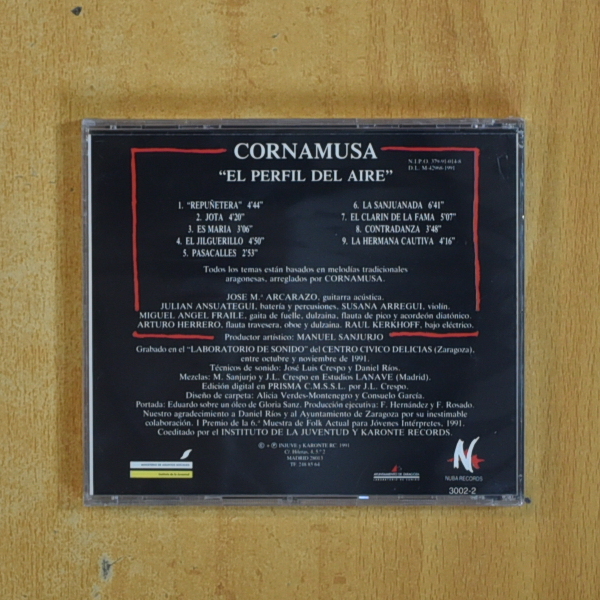 CORNAMUSA
"EL PERFIL DEL AIRE"
D.L. M-42968-1991
1. "REPUÑETERA" 4'44"
2. JOTA 4'20"
3. ES MARIA 3'06"
4. EL JILGUERILLO 4'50"
5. PASACALLES 2'53"
6. LA SANJUANADA 6'41"
7. EL CLARIN DE LA FAMA 5'07"
8. CONTRADANZA 3'48"
9. LA HERMANA CAUTIVA 4'16"
Todos los temas están basados en melodías tradicionales
aragonesas, arreglados por CORNAMUSA.
JOSE M.ª ARCARAZO, guitarra acústica.
JULIAN ANSUATEGUI, batería y percusiones. SUSANA ARREGUI, violín.
MIGUEL ANGEL FRAILE, gaita de fuelle, dulzaina, flauta de pico y acordeón diatónico.
ARTURO HERRERO, flauta travesera, oboe y dulzaina. RAUL KERKHOFF, bajo eléctrico.
Productor artístico: MANUEL SANJURJO
Grabado en el "LABORATORIO DE SONIDO" del CENTRO CIVICO DELICIAS (Zaragoza),
entre octubre y noviembre de 1991.
Técnicos de sonido: José Luis Crespo y Daniel Ríos.
Mezclas: M. Sanjurjo y J.L. Crespo en Estudios LANAVE (Madrid).
Edición digital en PRISMA C.M.S.S.L. por J.L. Crespo.
Diseño de carpeta: Alicia Verdes-Montenegro y Consuelo García.
Portada: Eduardo sobre un óleo de Gloria Sanz. Producción ejecutiva: F. Hernández y F. Rosado.
Nuestro agradecimiento a Daniel Ríos y al Ayuntamiento de Zaragoza por su inestimable
colaboración. I Premio de la 6.ª Muestra de Folk Actual para Jóvenes Intérpretes, 1991.
Coeditado por el INSTITUTO DE LA JUVENTUD Y KARONTE RECORDS.
© + ℗ INJUVE y KARONTE RC. 1991
MADRID 28013
N
NUBA RECORDS
3002-2